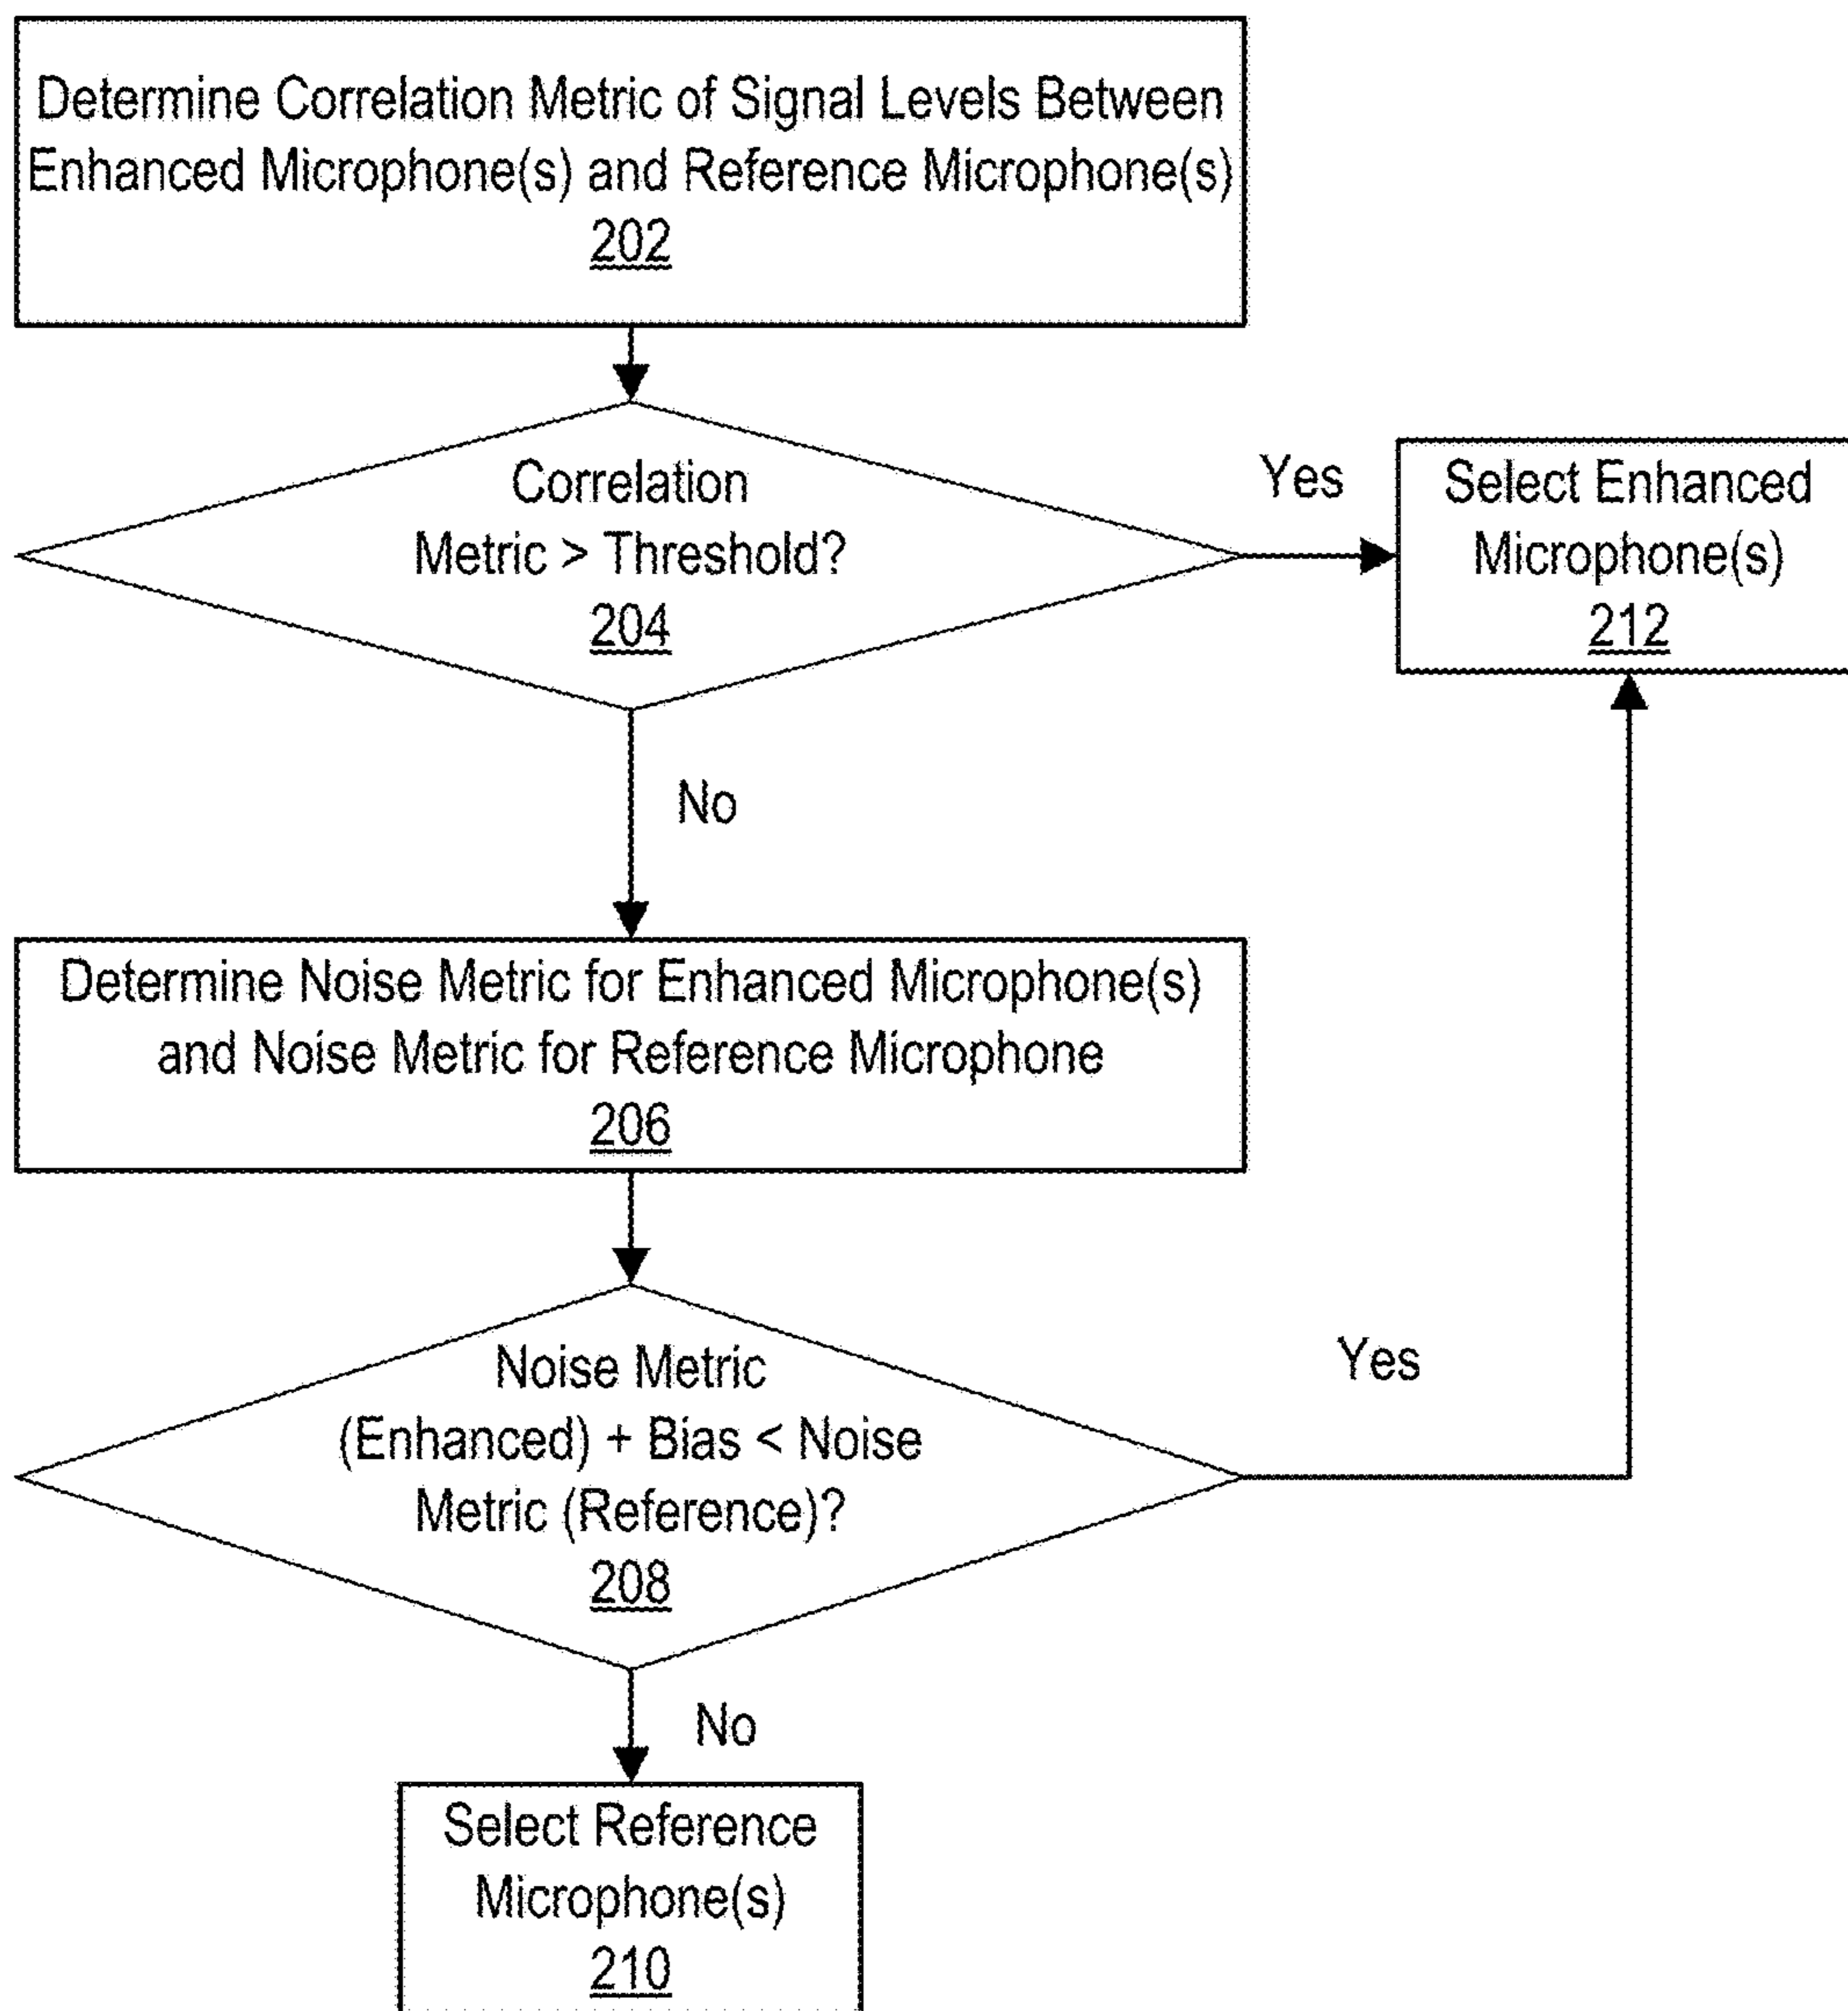 Determine Correlation Metric of Signal Levels Between
Enhanced Microphone(s) and Reference Microphone(s)
202
Correlation
Metric > Threshold?
204
Yes
Select Enhanced
Microphone(s)
212
No
Determine Noise Metric for Enhanced Microphone(s)
and Noise Metric for Reference Microphone
206
Noise Metric
(Enhanced) + Bias < Noise
Metric (Reference)?
208
Yes
No
Select Reference
Microphone(s)
210